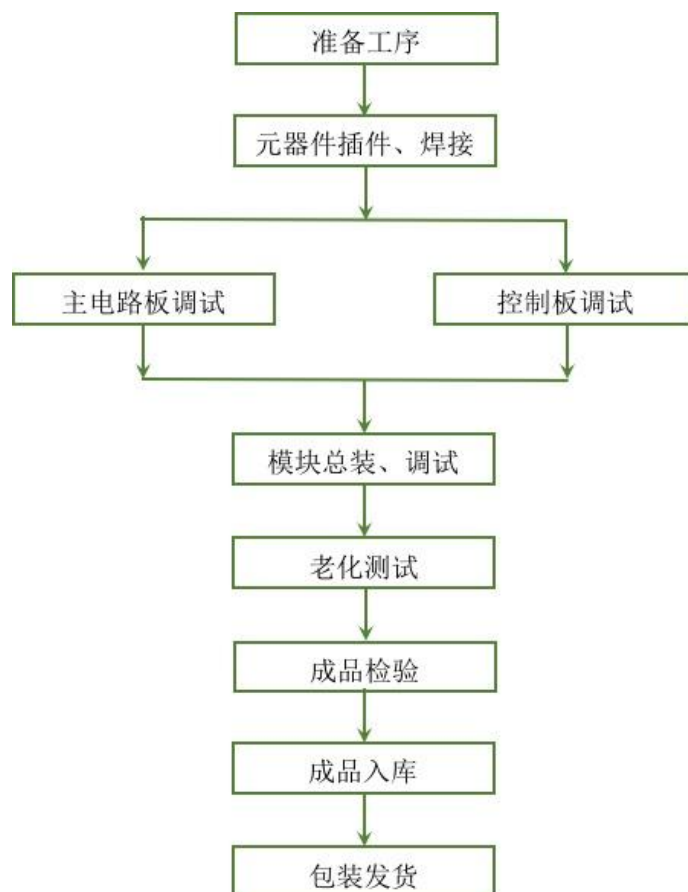 准备工序
元器件插件、焊接
主电路板调试
控制板调试
模块总装、调试
老化测试
成品检验
成品入库
包装发货